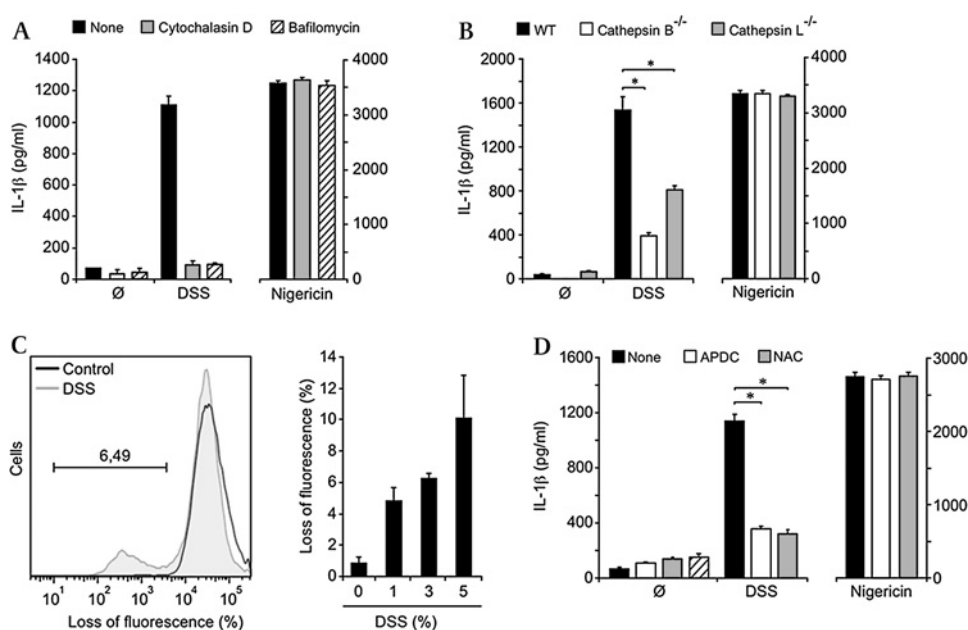 A
None Cytochalasin D Bafilomycin
IL-1β (pg/ml)
1400
1200
1000
800
600
400
200
0
4000
3000
2000
1000
0
Ø DSS Nigericin
B
WT Cathepsin B-/- Cathepsin L-/-
IL-1β (pg/ml)
2000
1600
1200
800
400
0
4000
3000
2000
1000
0
* 
*
Ø DSS Nigericin
C
Control
DSS
6,49
Cells
10¹ 10² 10³ 10⁴ 10⁵
Loss of fluorescence (%)
Loss of fluorescence (%)
14
12
10
8
6
4
2
0
0 1 3 5
DSS (%)
D
None APDC NAC
IL-1β (pg/ml)
1600
1200
800
400
0
3000
2000
1000
0
*
*
Ø DSS Nigericin